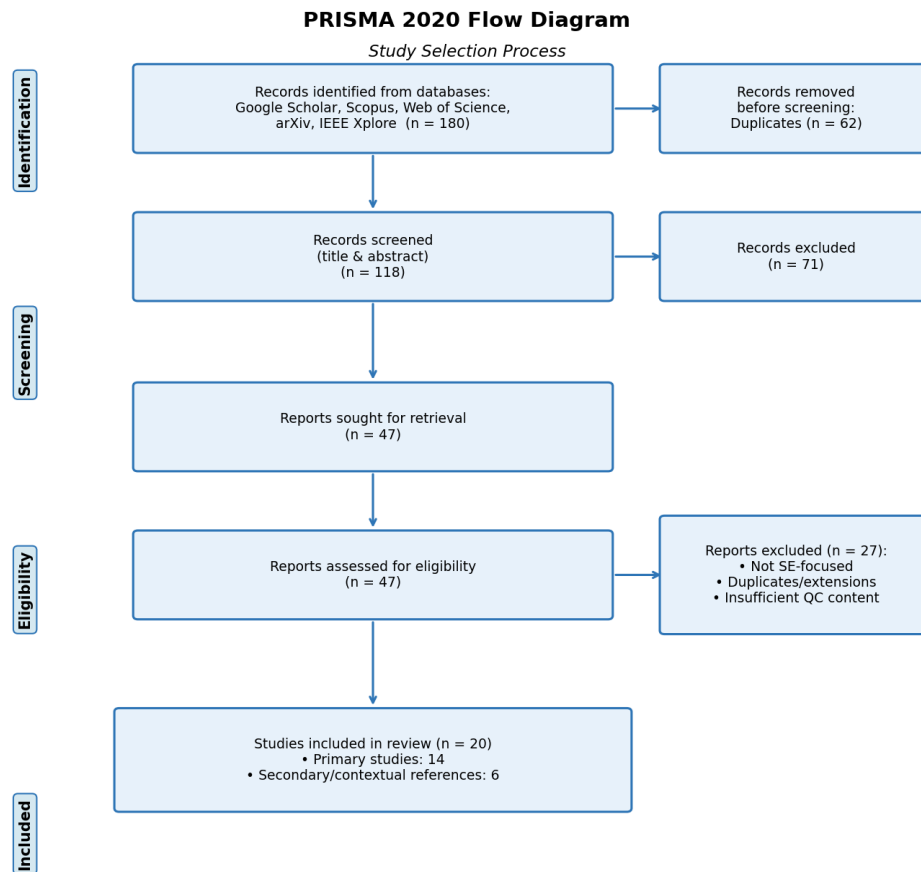 PRISMA 2020 Flow Diagram
Study Selection Process
Identification
Records identified from databases:
Google Scholar, Scopus, Web of Science,
arXiv, IEEE Xplore  (n = 180)
Records removed
before screening:
Duplicates (n = 62)
Records screened
(title & abstract)
(n = 118)
Records excluded
(n = 71)
Screening
Reports sought for retrieval
(n = 47)
Eligibility
Reports assessed for eligibility
(n = 47)
Reports excluded (n = 27):
• Not SE-focused
• Duplicates/extensions
• Insufficient QC content
Studies included in review (n = 20)
• Primary studies: 14
• Secondary/contextual references: 6
Included